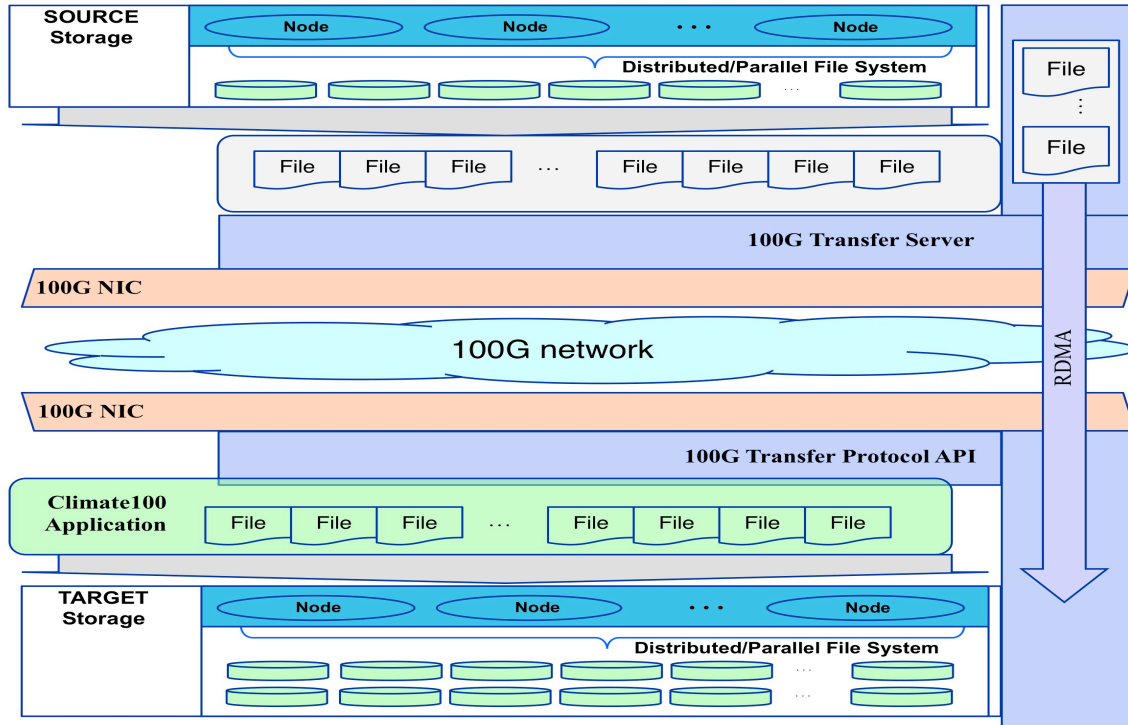 SOURCE
Storage
Node Node ... Node
Distributed/Parallel File System
...
File
⋮
File
File File File ... File File File File
100G Transfer Server
100G NIC
100G network
RDMA
100G NIC
100G Transfer Protocol API
Climate100
Application
File File File ... File File File File
TARGET
Storage
Node Node ... Node
Distributed/Parallel File System
...
...